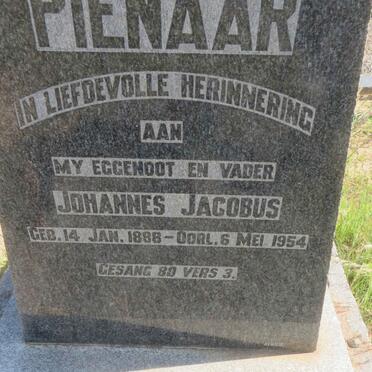 PIENAAR
IN LIEFDEVOLLE HERINNERING
AAN
MY EGGENOOT EN VADER
JOHANNES JACOBUS
GEB. 14 JAN. 1888 - OORL. 6 MEI 1954
GESANG 80 VERS 3.